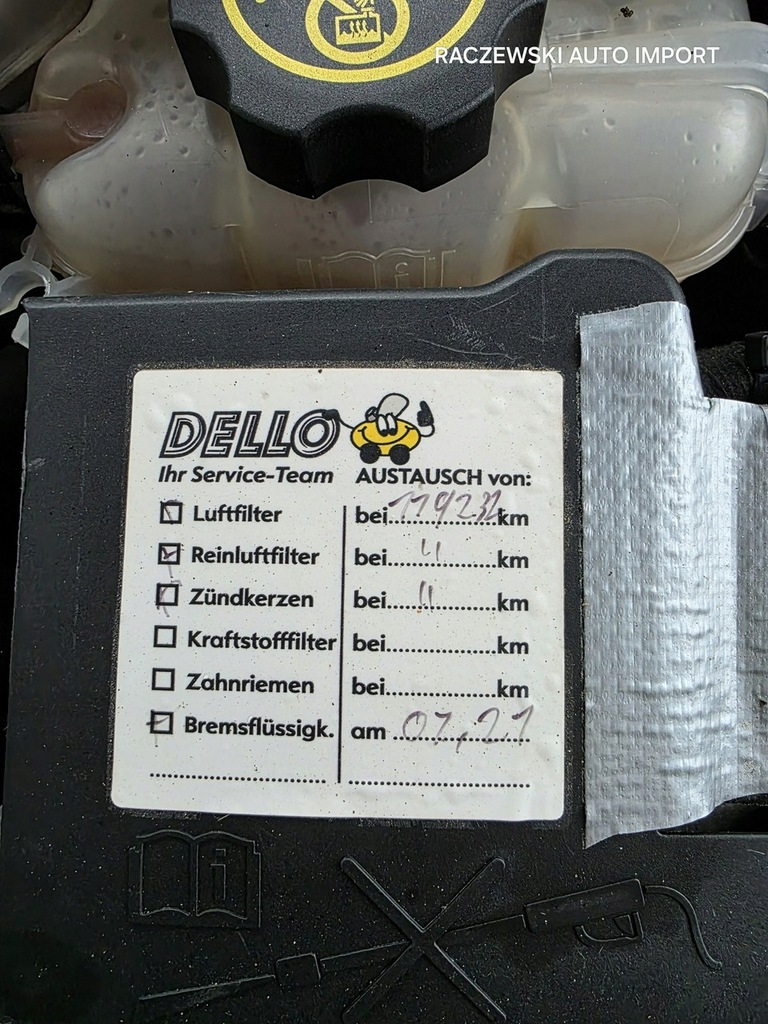 RACZEWSKI AUTO IMPORT
DELLO
Ihr Service-Team
AUSTAUSCH von:
Luftfilter bei 119232 km
Reinluftfilter bei 〃 km
Zündkerzen bei 〃 km
Kraftstofffilter bei km
Zahnriemen bei km
Bremsflüssigk. am 07.21
i
i